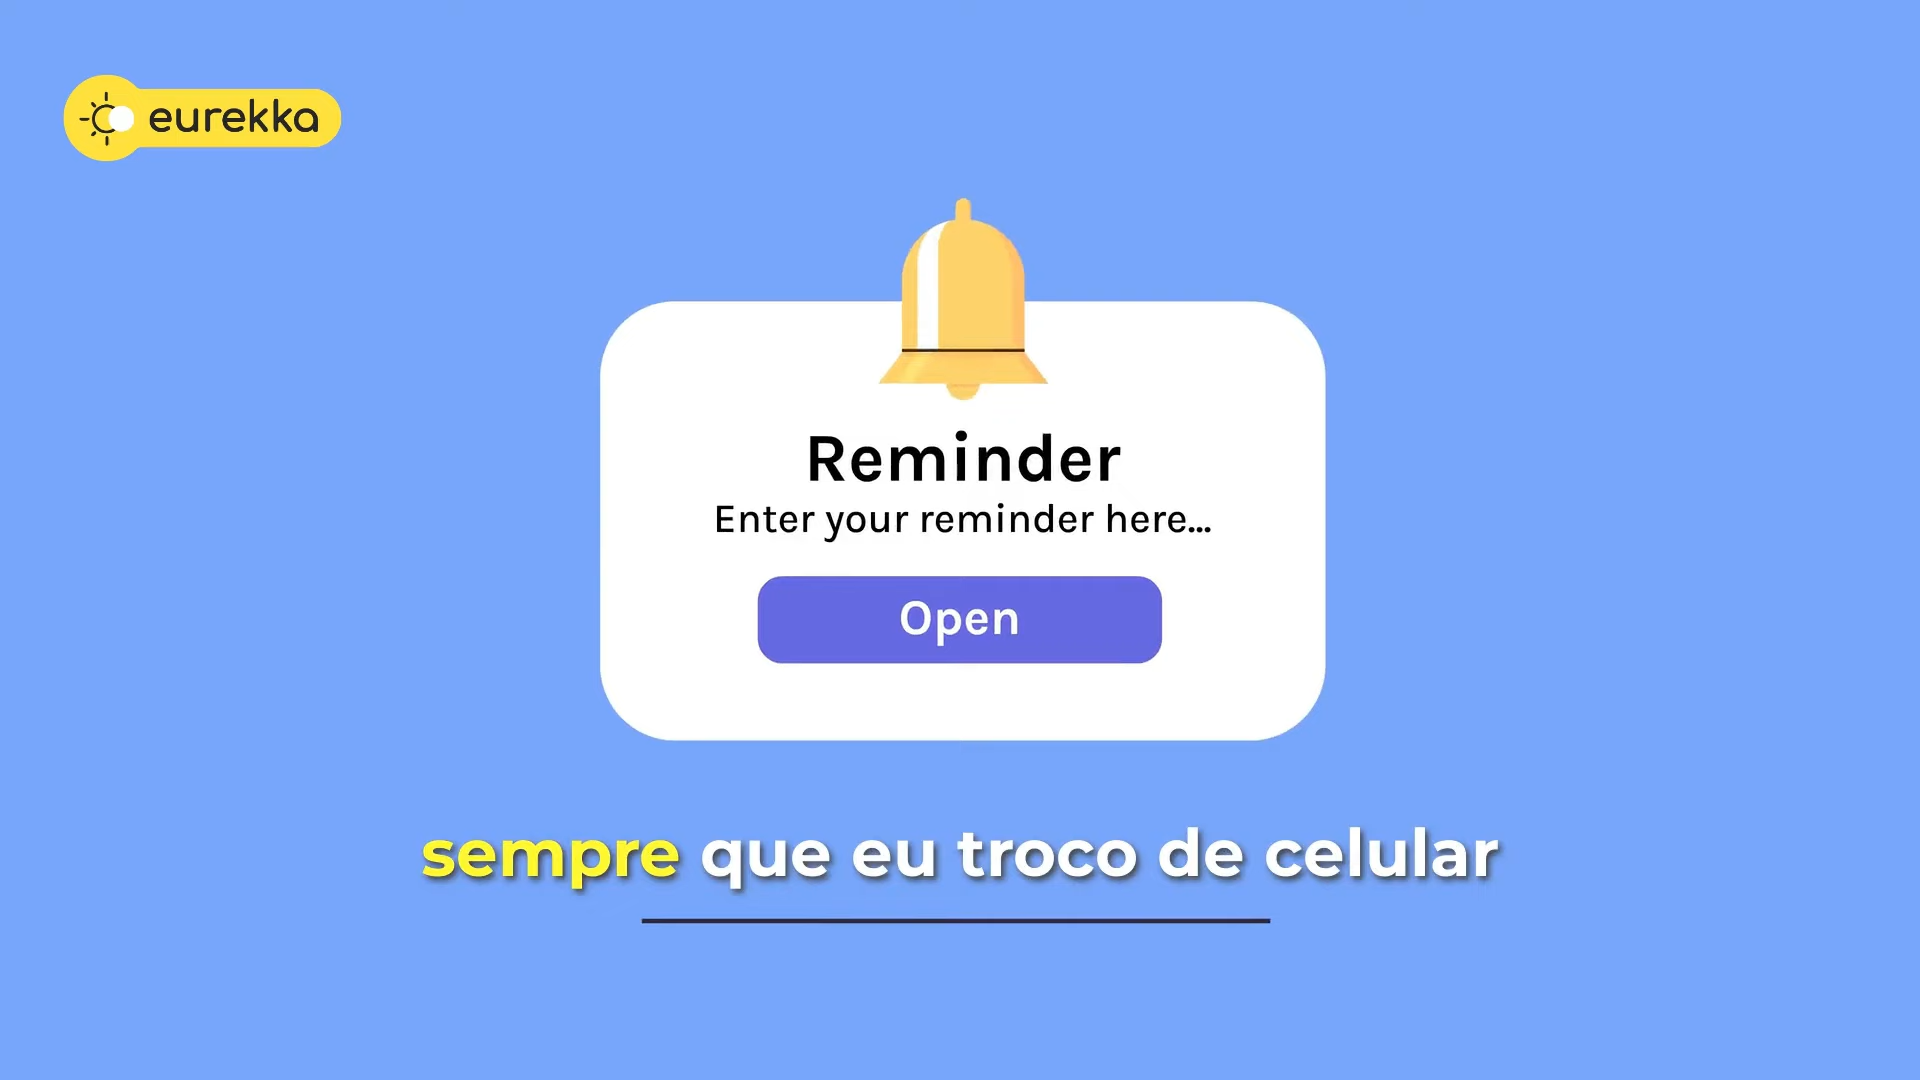 eurekka
Reminder
Enter your reminder here...
Open
sempre que eu troco de celular